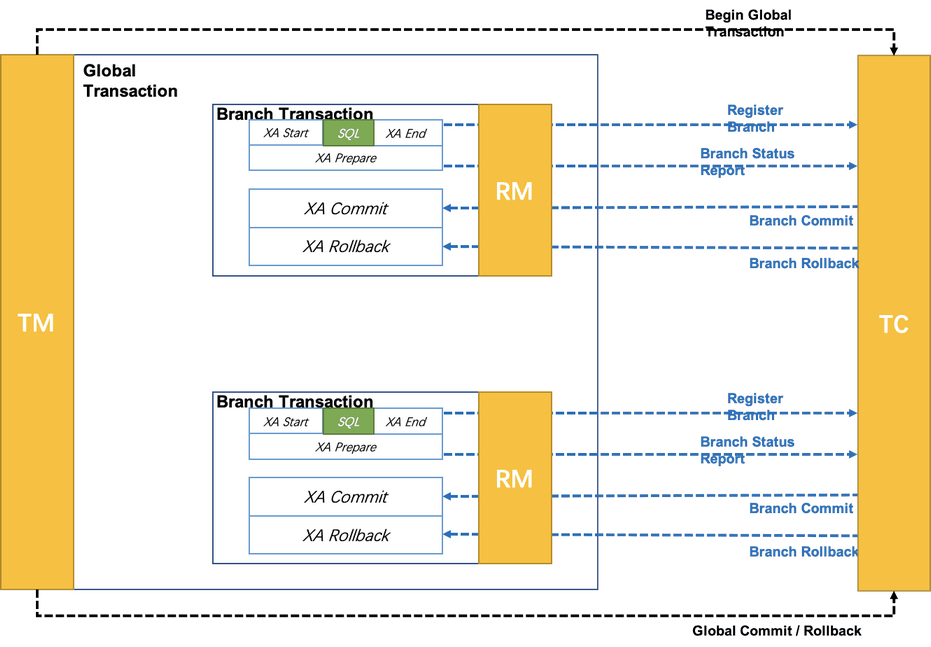 Begin Global
Transaction
Global
Transaction
Branch Transaction
XA Start SQL XA End
XA Prepare
XA Commit
XA Rollback
RM
Register
Branch
Branch Status
Report
Branch Commit
Branch Rollback
TM
TC
Branch Transaction
XA Start SQL XA End
XA Prepare
XA Commit
XA Rollback
RM
Register
Branch
Branch Status
Report
Branch Commit
Branch Rollback
Global Commit / Rollback